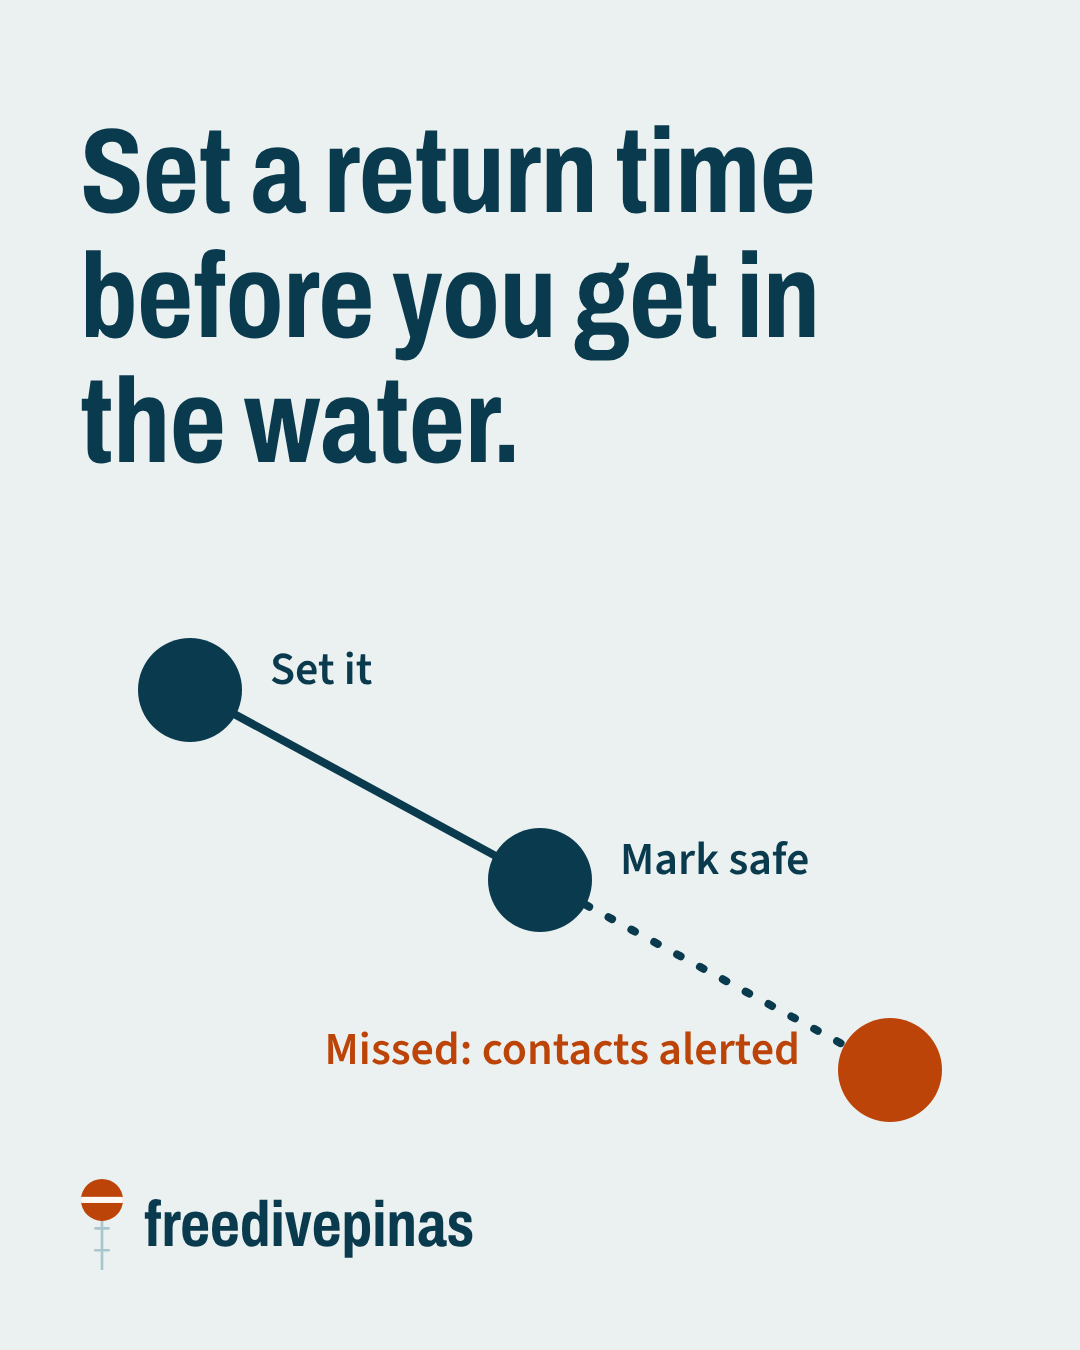 Set a return time
before you get in
the water.
Set it
Mark safe
Missed: contacts alerted
freedivepinas